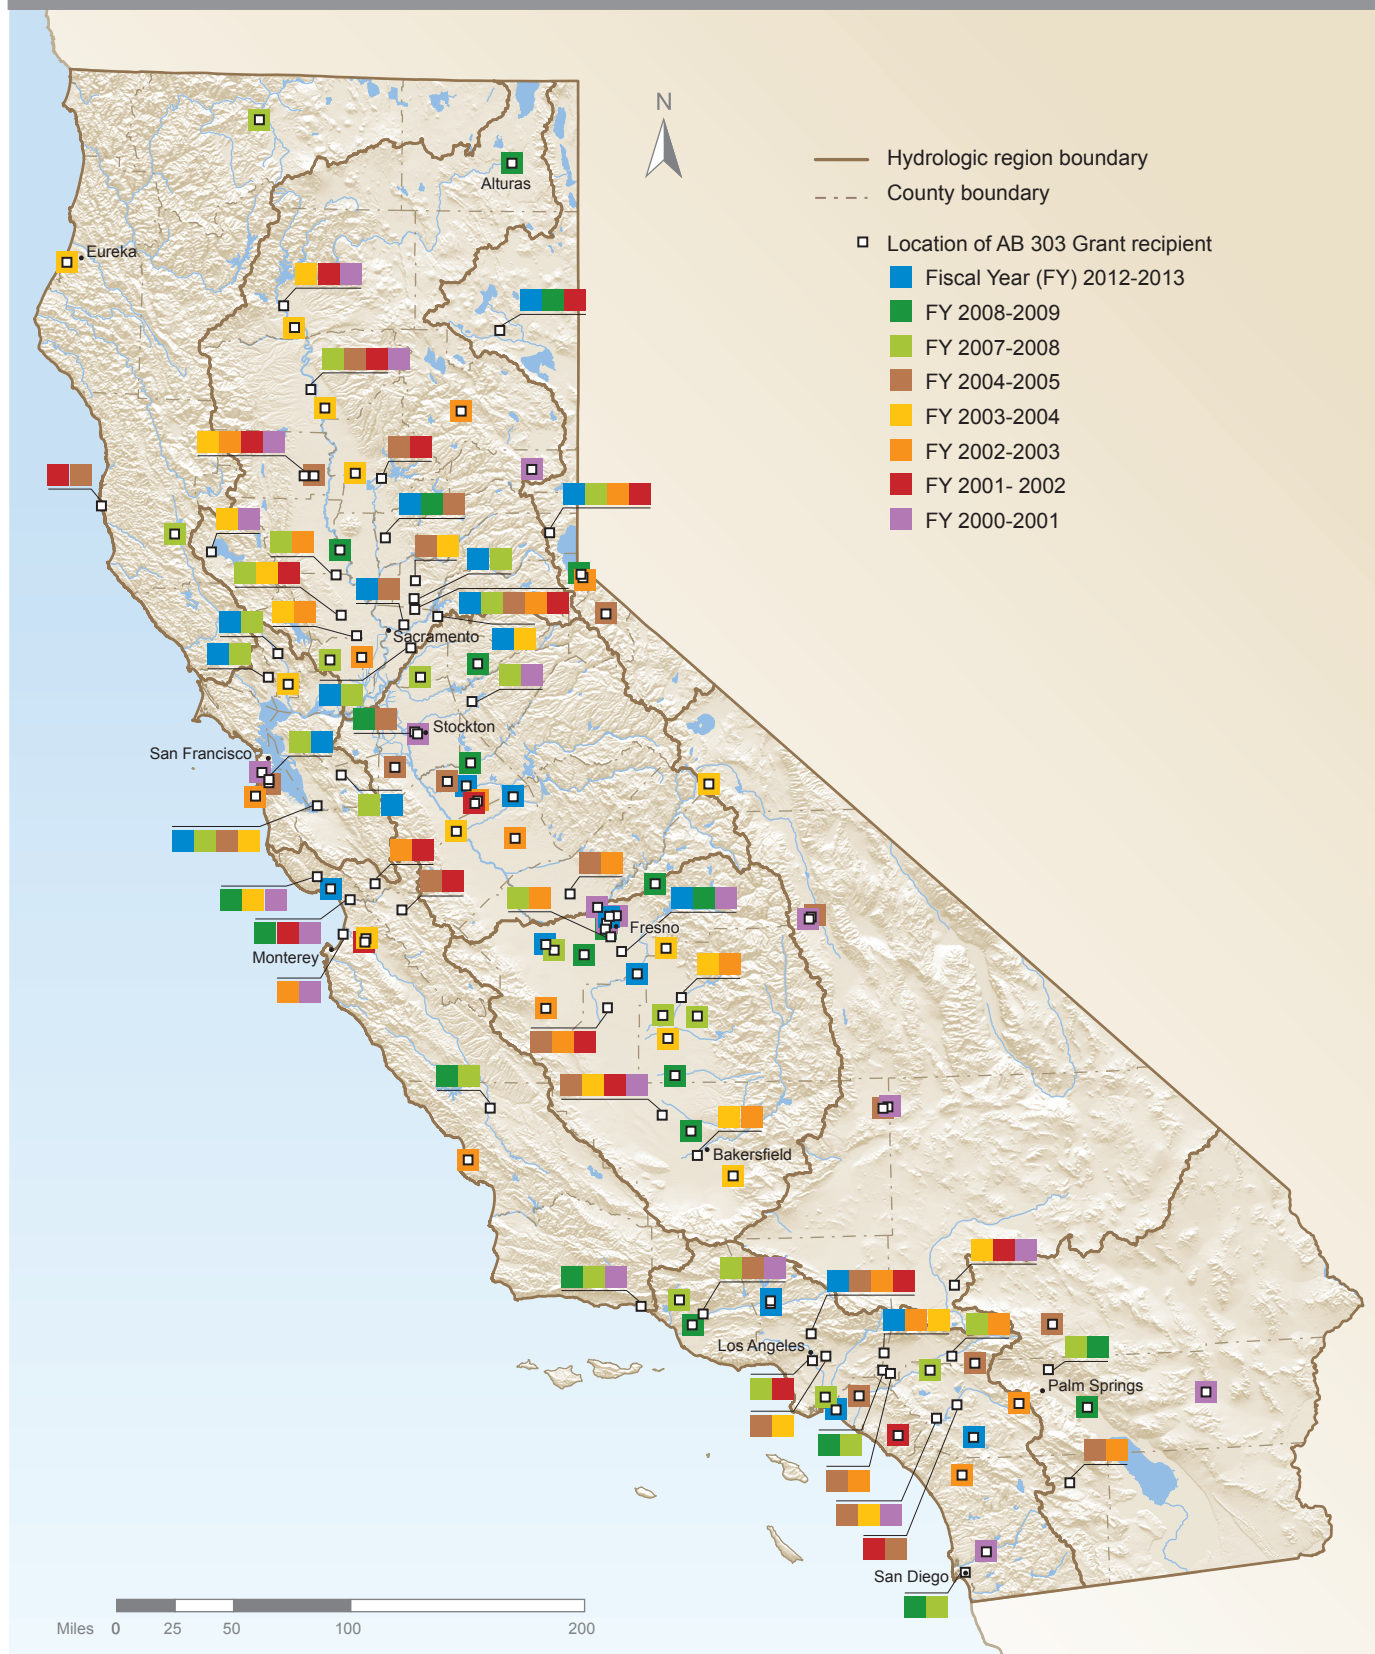 N
Hydrologic region boundary
County boundary
Location of AB 303 Grant recipient
Fiscal Year (FY) 2012-2013
FY 2008-2009
FY 2007-2008
FY 2004-2005
FY 2003-2004
FY 2002-2003
FY 2001- 2002
FY 2000-2001
Alturas
Eureka
Sacramento
Stockton
San Francisco
Fresno
Monterey
Bakersfield
Los Angeles
Palm Springs
San Diego
Miles 0 25 50 100 200